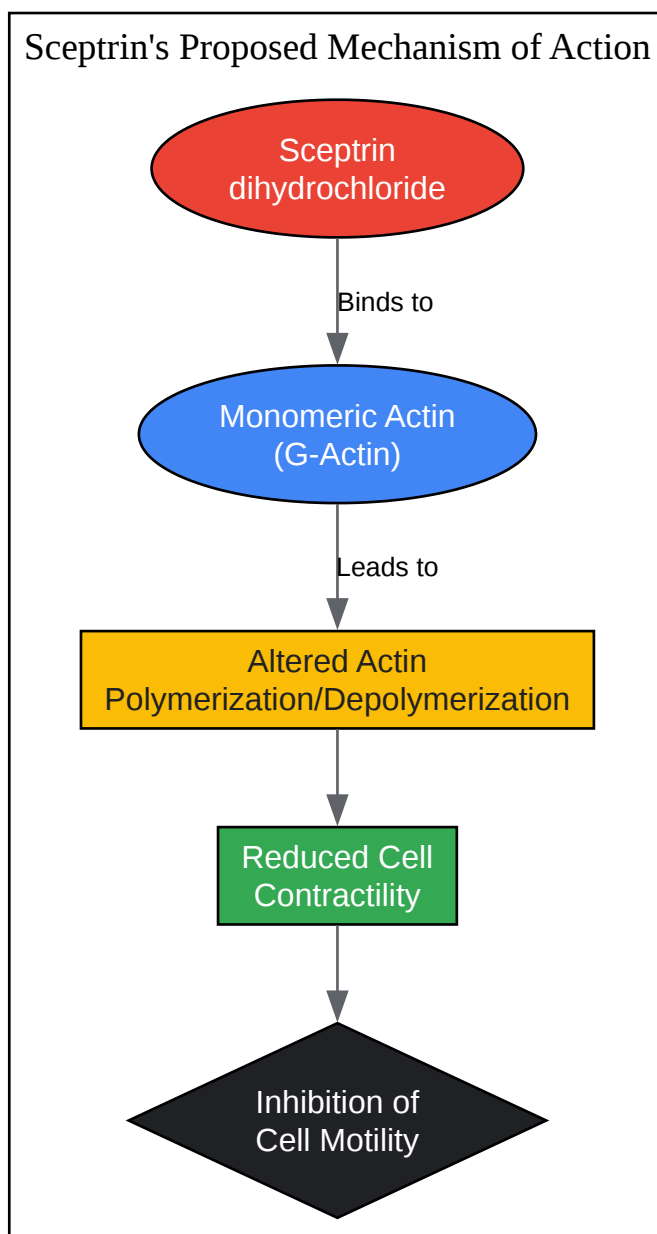 Sceptrin's Proposed Mechanism of Action
Sceptrin
dihydrochloride
Binds to
Monomeric Actin
(G-Actin)
Leads to
Altered Actin
Polymerization/Depolymerization
Reduced Cell
Contractility
Inhibition of
Cell Motility